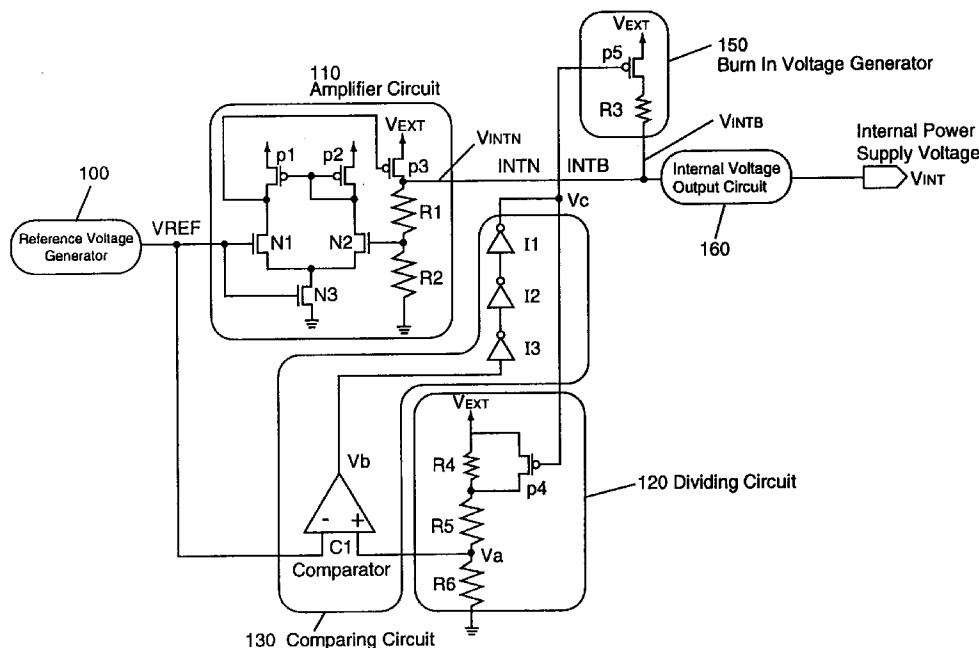 VEXT
p5
150
Burn In Voltage Generator
R3
110
Amplifier Circuit
VEXT
VINTN
VINTB
Internal Power
Supply Voltage
p1
p2
p3
INTN
INTB
Internal Voltage
Output Circuit
VINT
100
R1
Vc
160
Reference Voltage
Generator
VREF
N1
N2
I1
R2
N3
I2
I3
VEXT
Vb
R4
p4
120 Dividing Circuit
-
+
R5
C1
Va
Comparator
R6
130 Comparing Circuit